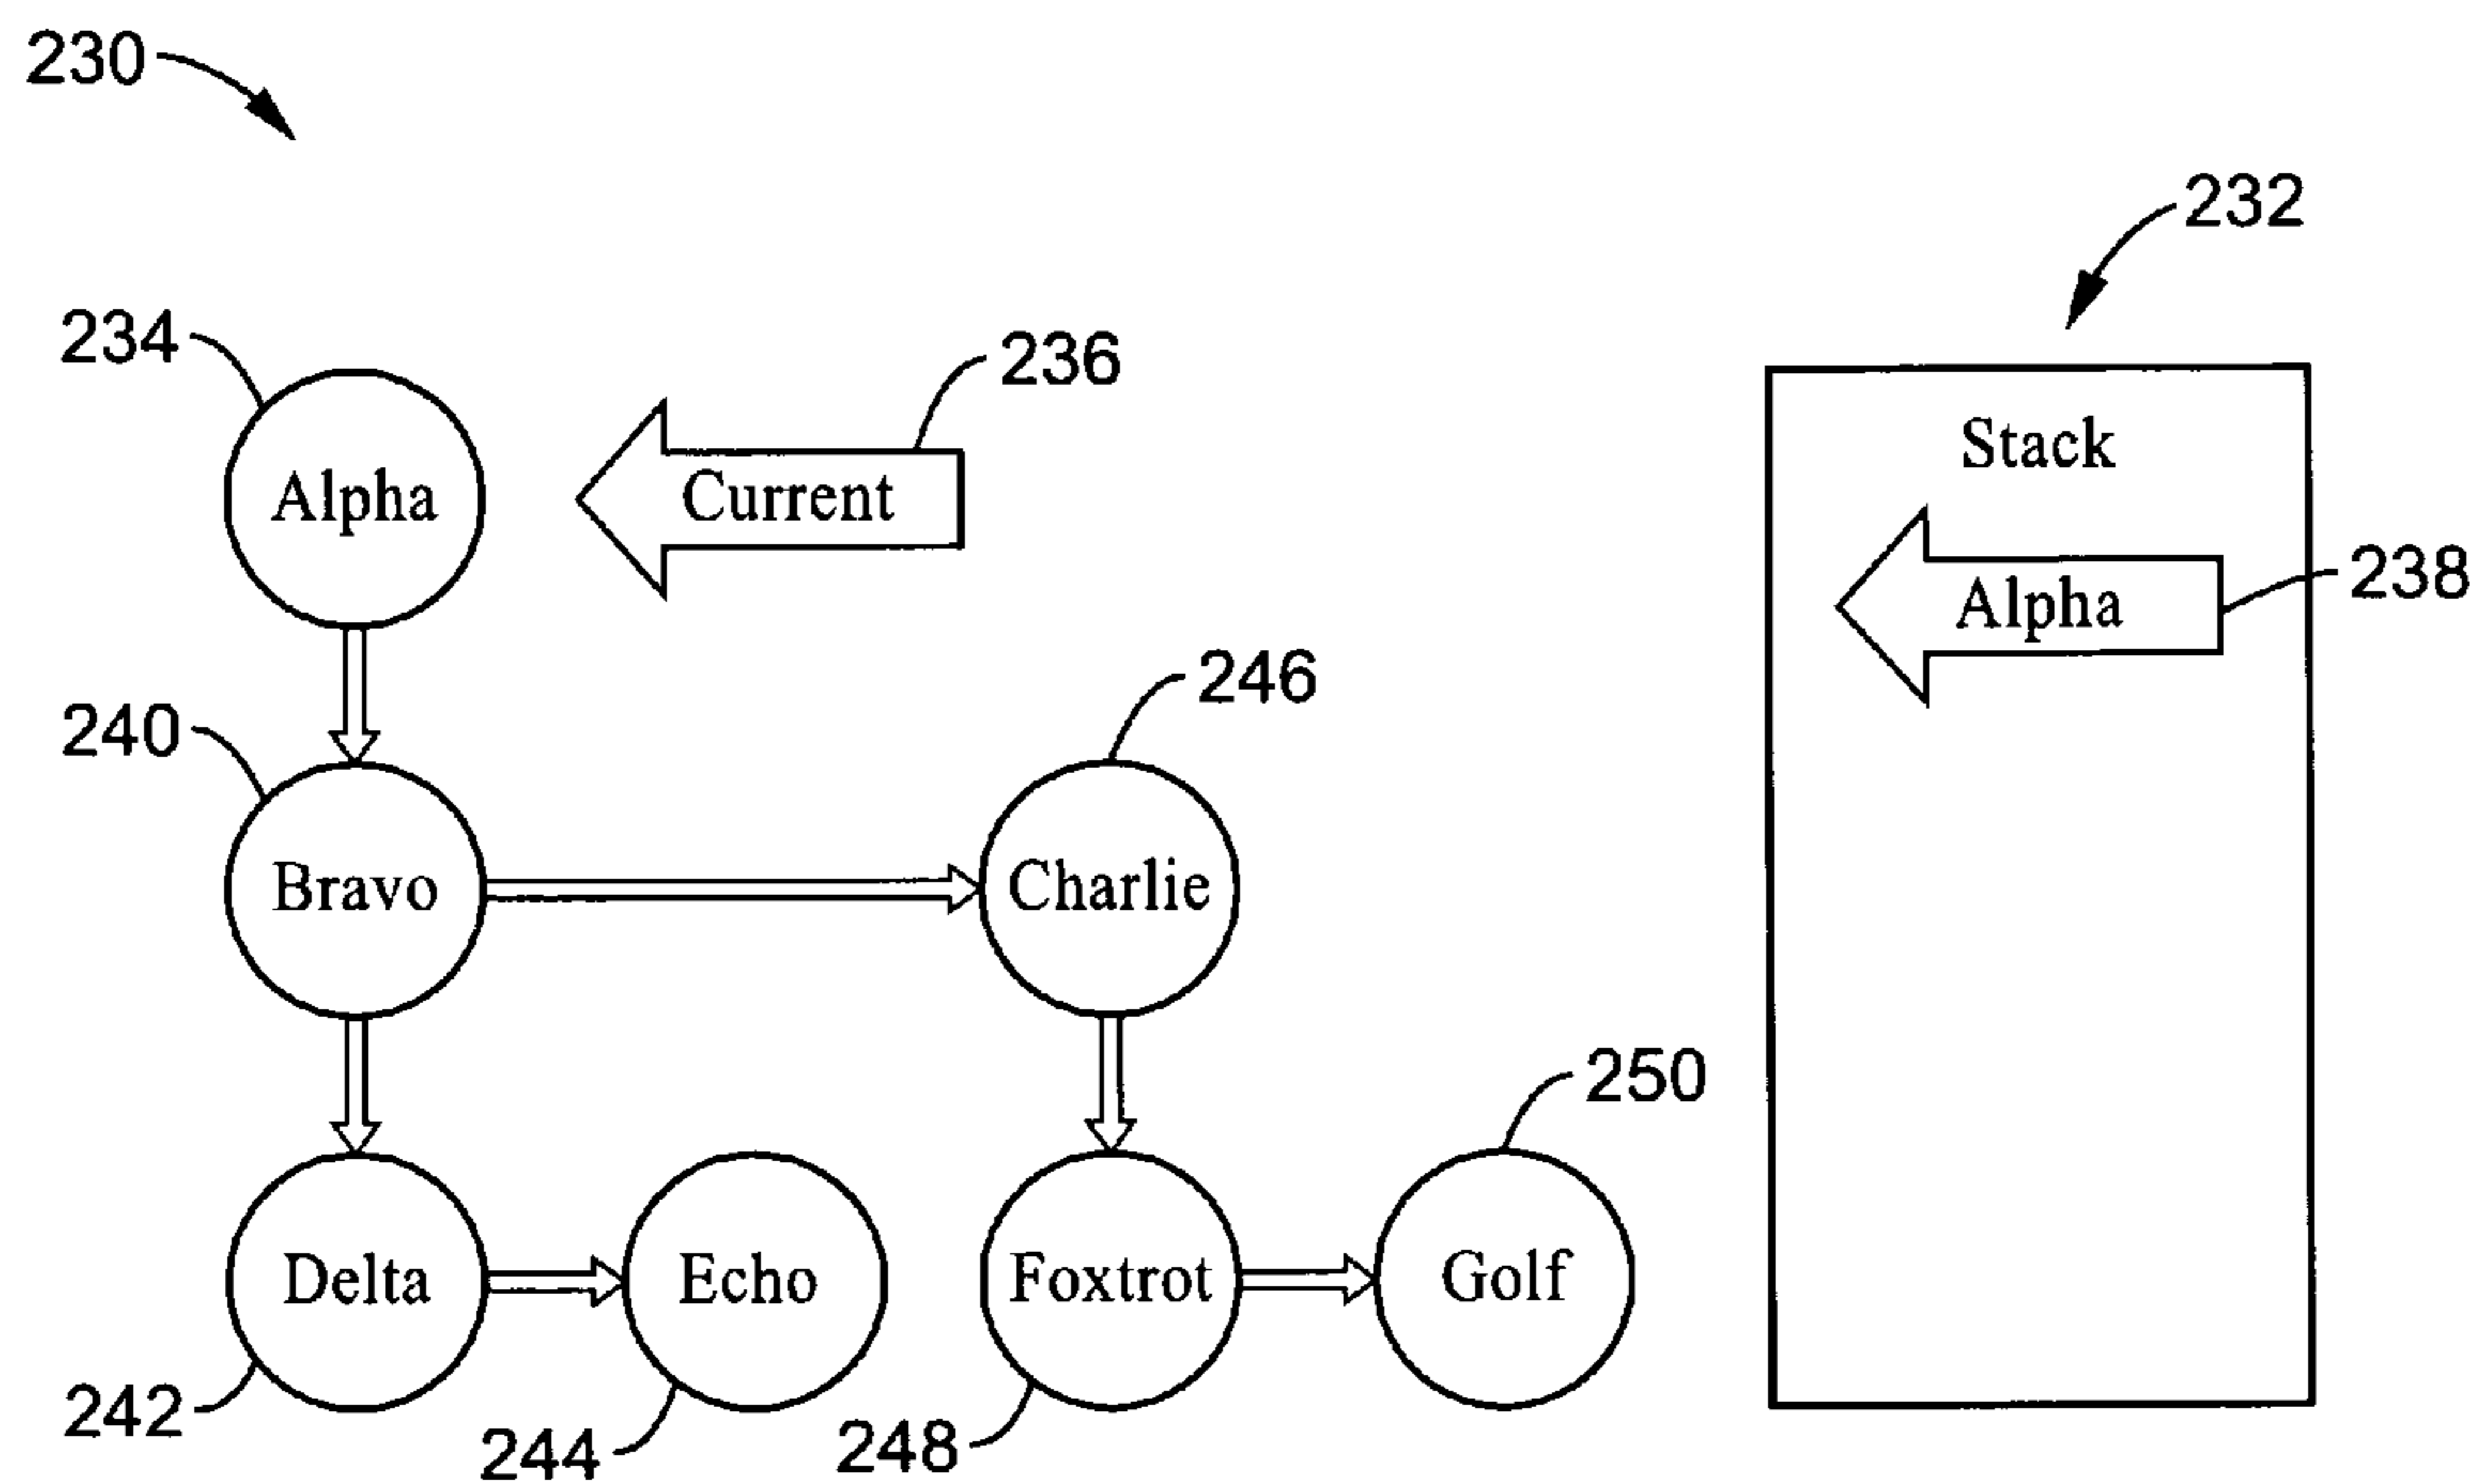 230
232
234
236
Alpha
Current
Stack
Alpha
238
240
246
Bravo
Charlie
250
Delta
Echo
Foxtrot
Golf
242
244
248